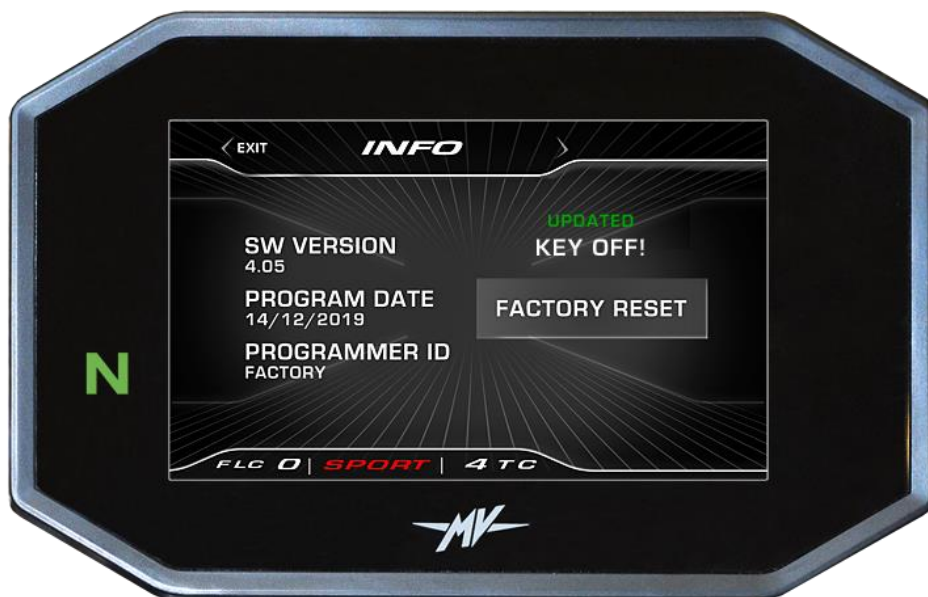 EXIT
INFO
UPDATED
KEY OFF!
SW VERSION
4.05
FACTORY RESET
PROGRAM DATE
14/12/2019
PROGRAMMER ID
FACTORY
N
FLC 0 | SPORT | 4 TC
MV